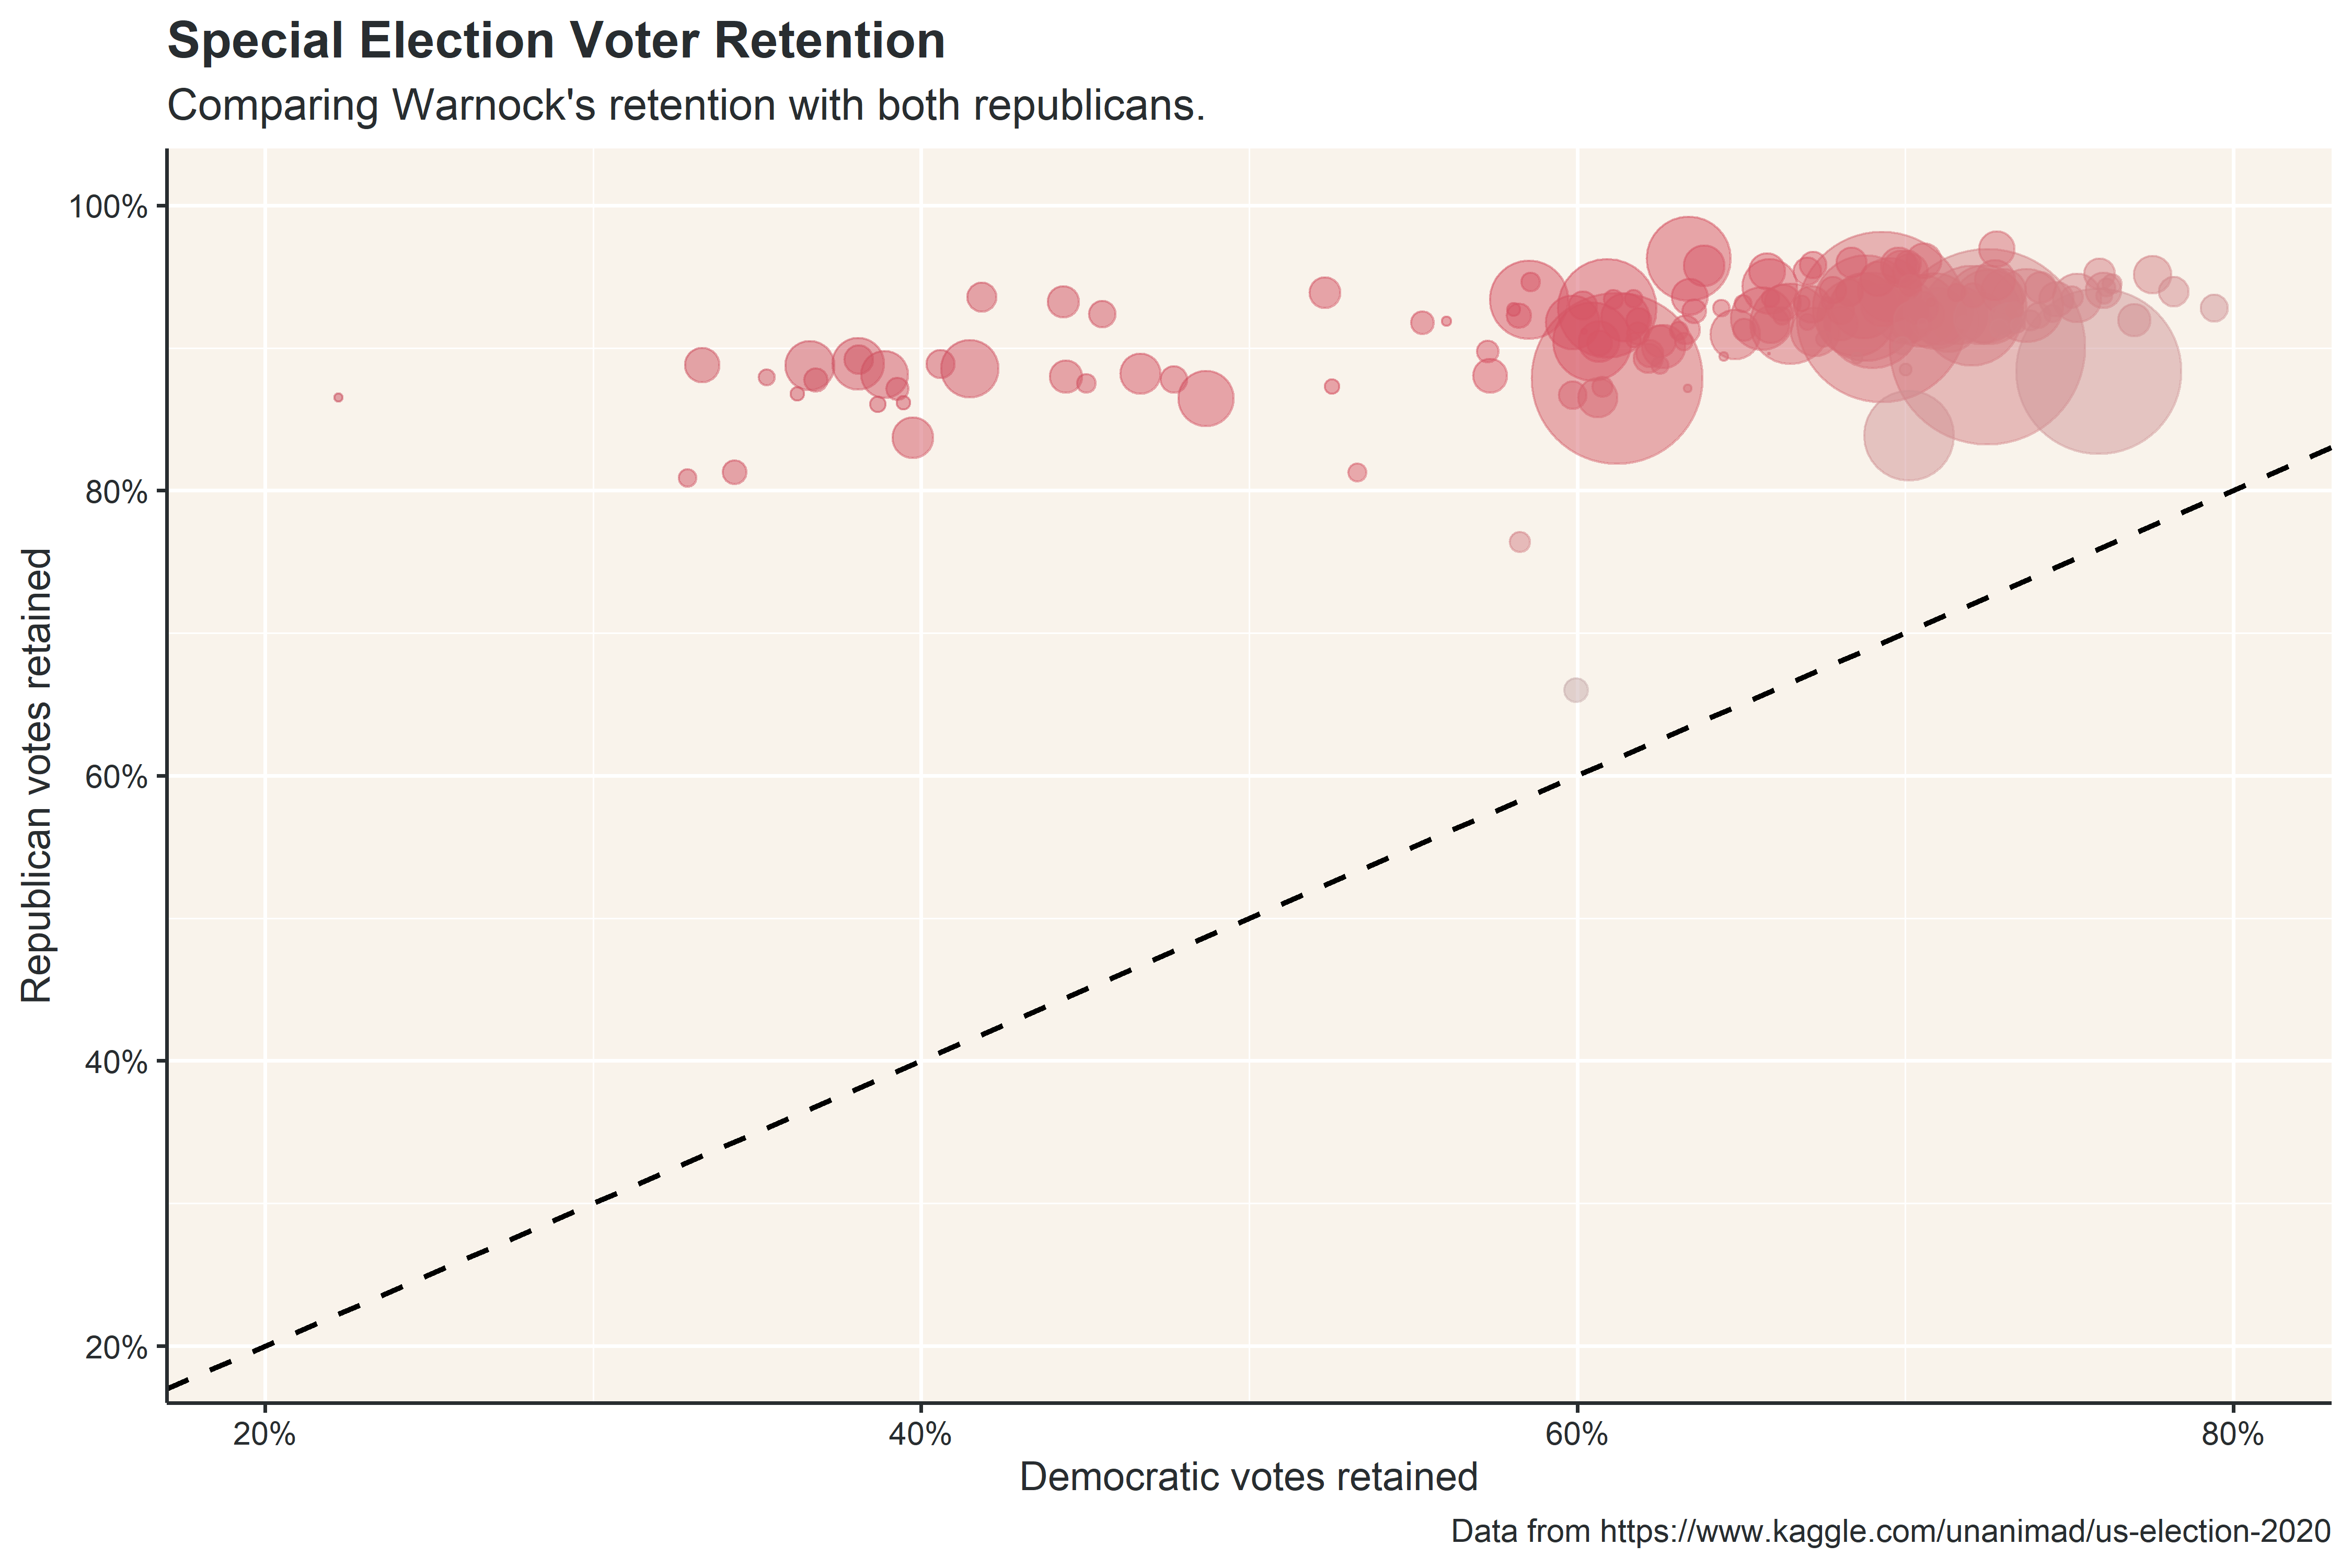 Special Election Voter Retention
Comparing Warnock's retention with both republicans.
100%
80%
60%
40%
20%
Republican votes retained
20%
40%
60%
80%
Democratic votes retained
Data from https://www.kaggle.com/unanimad/us-election-2020